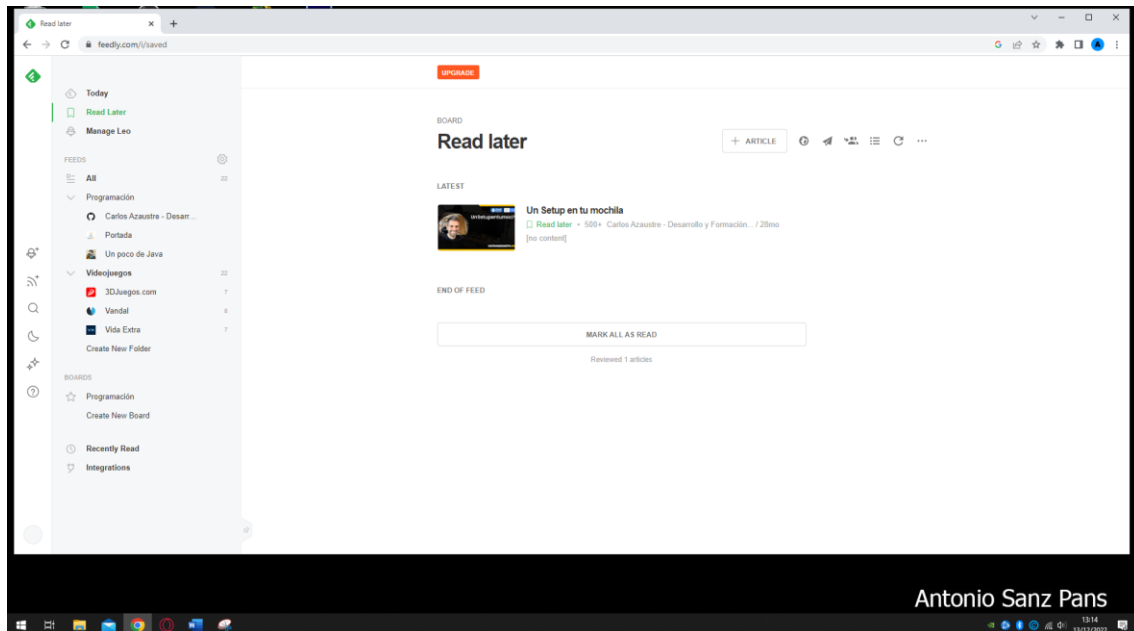 Read later
feedly.com/i/saved
UPGRADE
Today
Read Later
Manage Leo
FEEDS
All 22
Programación
Carlos Azaustre - Desarr...
Portada
Un poco de Java
Videojuegos 22
3DJuegos.com 7
Vandal 8
Vida Extra 7
Create New Folder
BOARDS
Programación
Create New Board
Recently Read
Integrations
BOARD
Read later
+ ARTICLE
LATEST
Un Setup en tu mochila
Read later • 500+ Carlos Azaustre - Desarrollo y Formación... / 28mo
[no content]
END OF FEED
MARK ALL AS READ
Reviewed 1 articles
Antonio Sanz Pans
13:14
13/12/2022